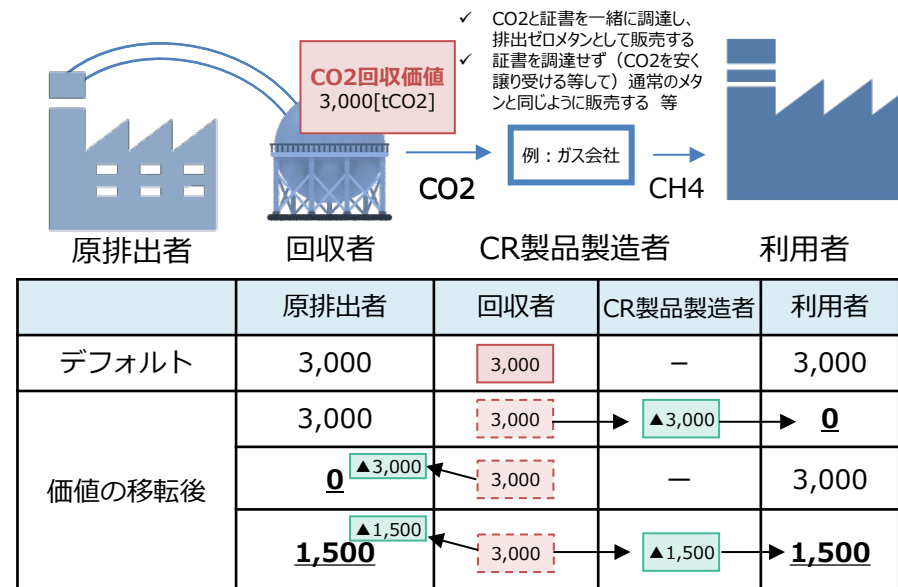 ✓ CO2と証書を一緒に調達し、
排出ゼロメタンとして販売する
✓ 証書を調達せず（CO2を安く
譲り受ける等して）通常のメタ
ンと同じように販売する 等
CO2回収価値
3,000[tCO2]
例：ガス会社
CO2
CH4
原排出者 回収者 CR製品製造者 利用者
原排出者 回収者 CR製品製造者 利用者
デフォルト 3,000 3,000 － 3,000
価値の移転後
3,000 3,000 ▲3,000 0
0 ▲3,000 3,000 － 3,000
1,500 ▲1,500 3,000 ▲1,500 1,500